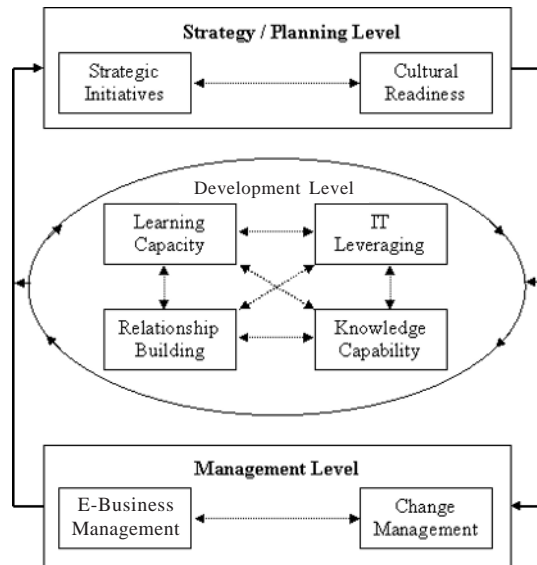 Strategy / Planning Level
Strategic
Initiatives
Cultural
Readiness
Development Level
Learning
Capacity
IT
Leveraging
Relationship
Building
Knowledge
Capability
Management Level
E-Business
Management
Change
Management